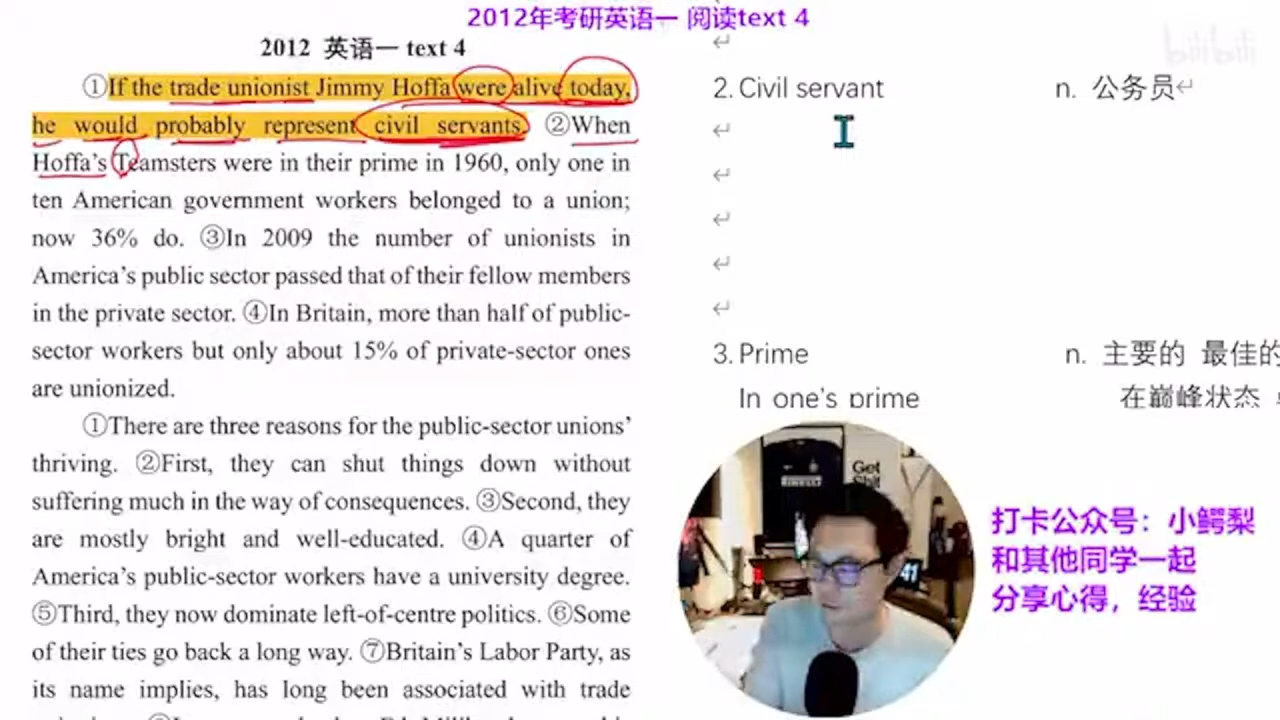 2012年考研英语一 阅读text 4
bilibili
2012 英语一 text 4
①If the trade unionist Jimmy Hoffa were alive today,
he would probably represent civil servants. ②When
Hoffa's Teamsters were in their prime in 1960, only one in
ten American government workers belonged to a union;
now 36% do. ③In 2009 the number of unionists in
America's public sector passed that of their fellow members
in the private sector. ④In Britain, more than half of public-
sector workers but only about 15% of private-sector ones
are unionized.
①There are three reasons for the public-sector unions'
thriving. ②First, they can shut things down without
suffering much in the way of consequences. ③Second, they
are mostly bright and well-educated. ④A quarter of
America's public-sector workers have a university degree.
⑤Third, they now dominate left-of-centre politics. ⑥Some
of their ties go back a long way. ⑦Britain's Labor Party, as
its name implies, has long been associated with trade
2. Civil servant n. 公务员
3. Prime n. 主要的 最佳的
In one's prime 在巅峰状态
Get
Shit
PIRELLI
41
打卡公众号：小鳄梨
和其他同学一起
分享心得，经验